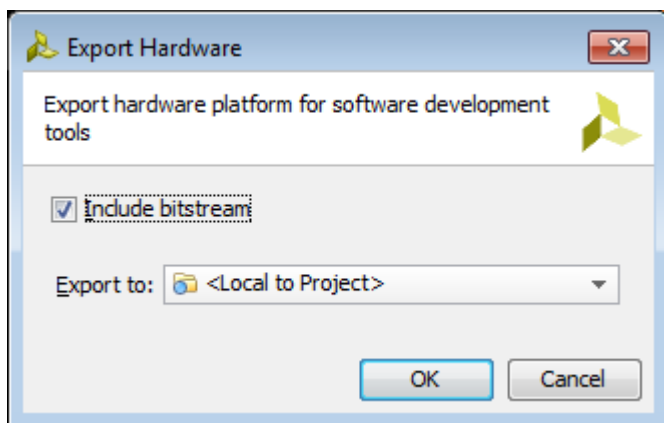 Export Hardware
Export hardware platform for software development
tools
Include bitstream
Export to: <Local to Project>
OK Cancel